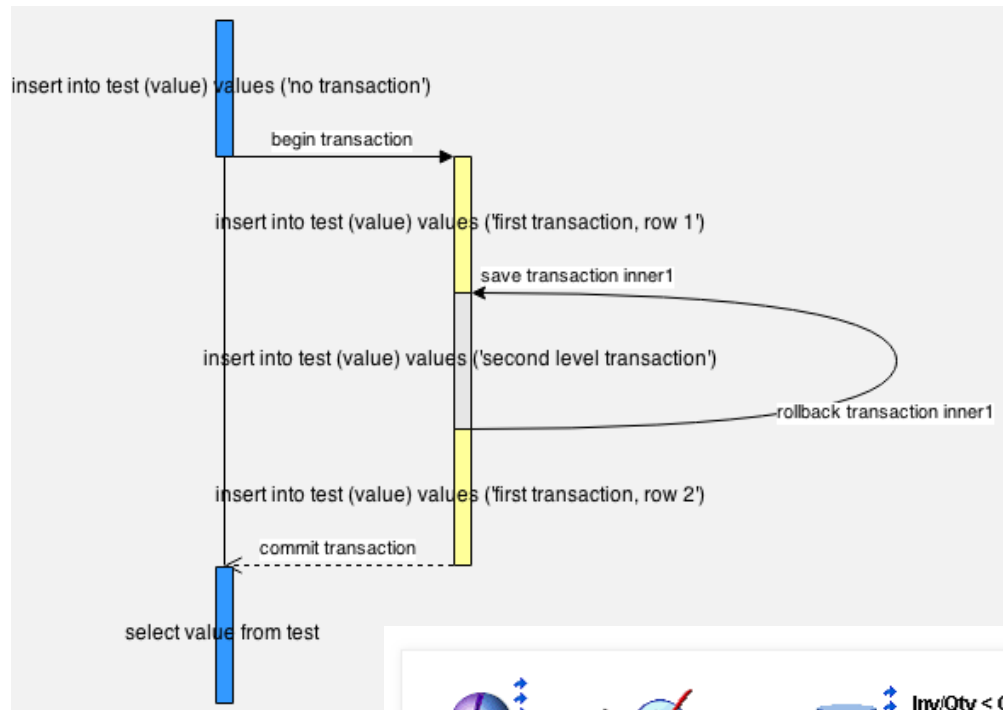 insert into test (value) values ('no transaction')
begin transaction
insert into test (value) values ('first transaction, row 1')
save transaction inner1
insert into test (value) values ('second level transaction')
rollback transaction inner1
insert into test (value) values ('first transaction, row 2')
commit transaction
select value from test
Inv/Qty <